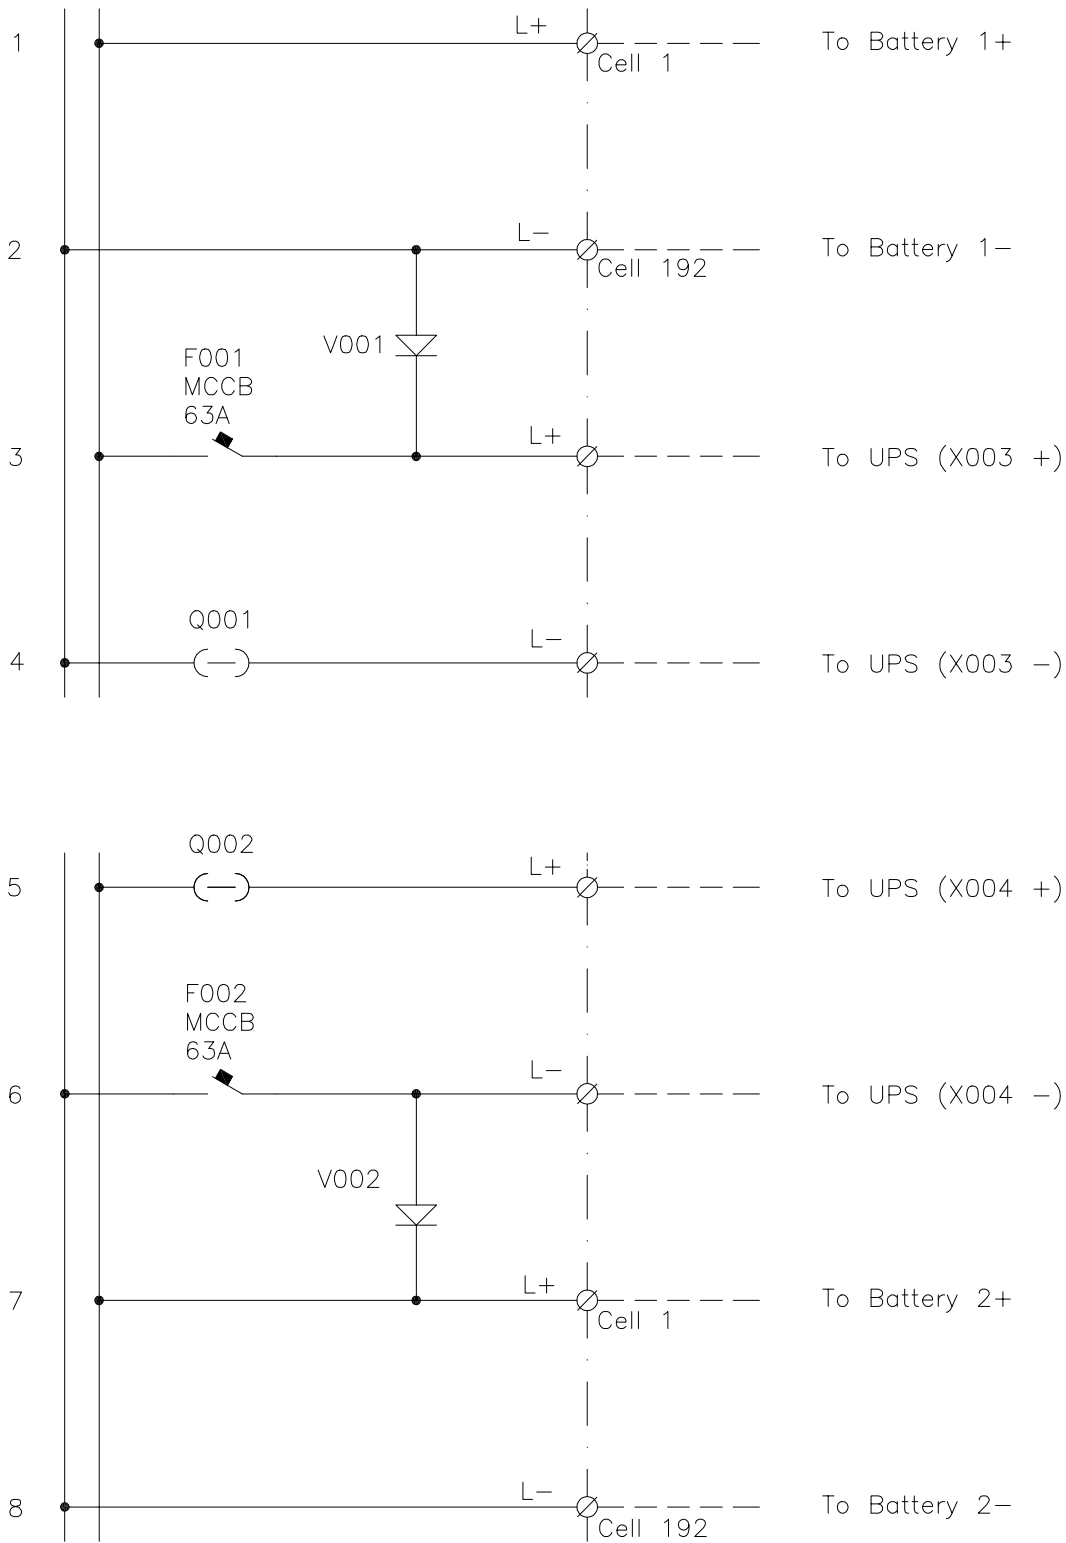 1
L+
Cell 1
To Battery 1+
2
L-
Cell 192
To Battery 1-
V001
F001
MCCB
63A
3
L+
To UPS (X003 +)
Q001
4
L-
To UPS (X003 -)
Q002
5
L+
To UPS (X004 +)
F002
MCCB
63A
6
L-
To UPS (X004 -)
V002
7
L+
Cell 1
To Battery 2+
8
L-
Cell 192
To Battery 2-